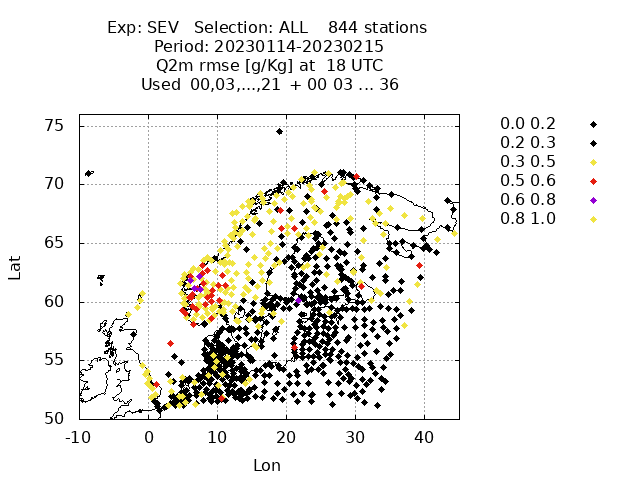 Exp: SEV   Selection: ALL    844 stations
Period: 20230114-20230215
Q2m rmse [g/Kg] at  18 UTC
Used  00,03,...,21  + 00 03 ... 36
0.0 0.2
0.2 0.3
0.3 0.5
0.5 0.6
0.6 0.8
0.8 1.0
75
70
65
60
55
50
Lat
-10 0 10 20 30 40
Lon